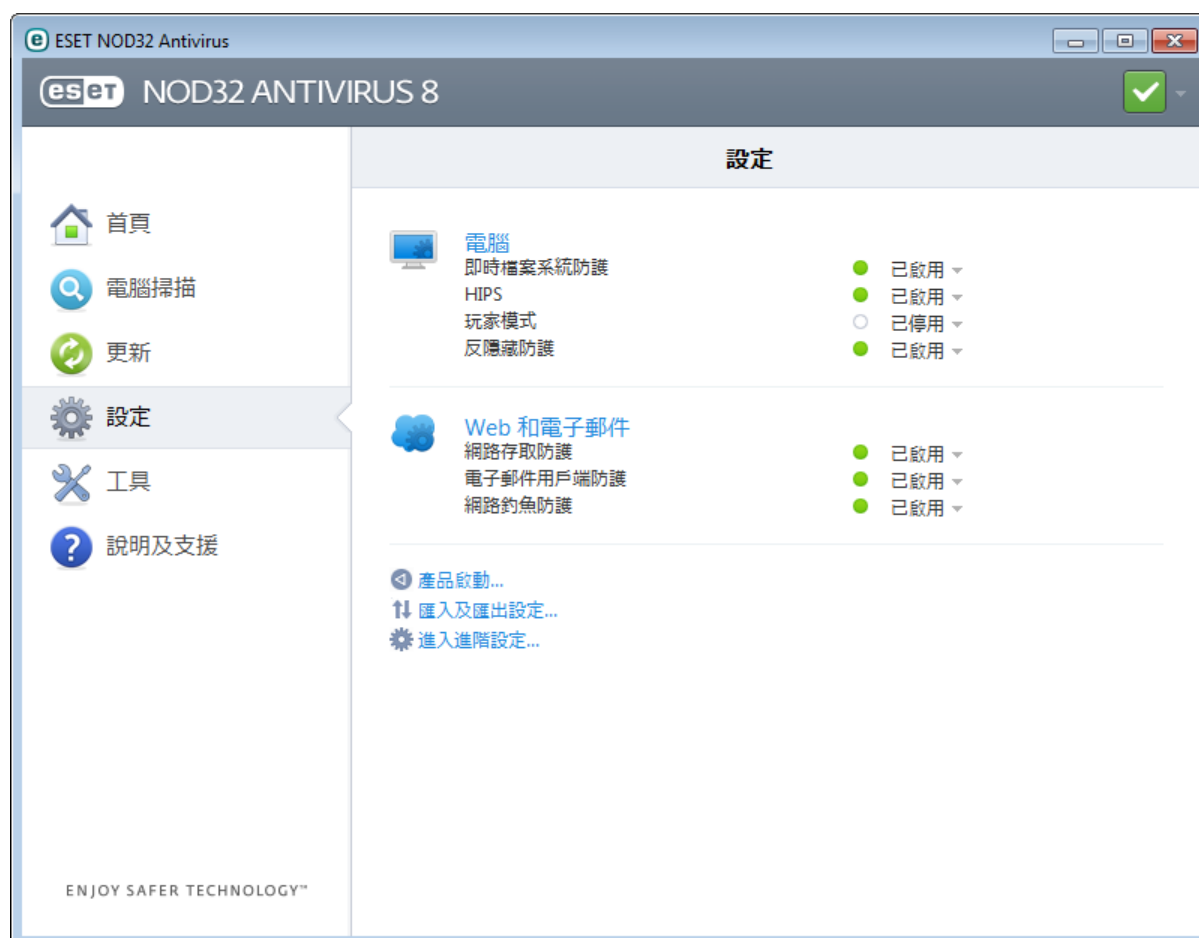 ESET NOD32 Antivirus
eset NOD32 ANTIVIRUS 8
設定
首頁
電腦掃描
更新
設定
工具
說明及支援
電腦
即時檔案系統防護 已啟用
HIPS 已啟用
玩家模式 已停用
反隱藏防護 已啟用
Web 和電子郵件
網路存取防護 已啟用
電子郵件用戶端防護 已啟用
網路釣魚防護 已啟用
產品啟動...
匯入及匯出設定...
進入進階設定...
ENJOY SAFER TECHNOLOGY™